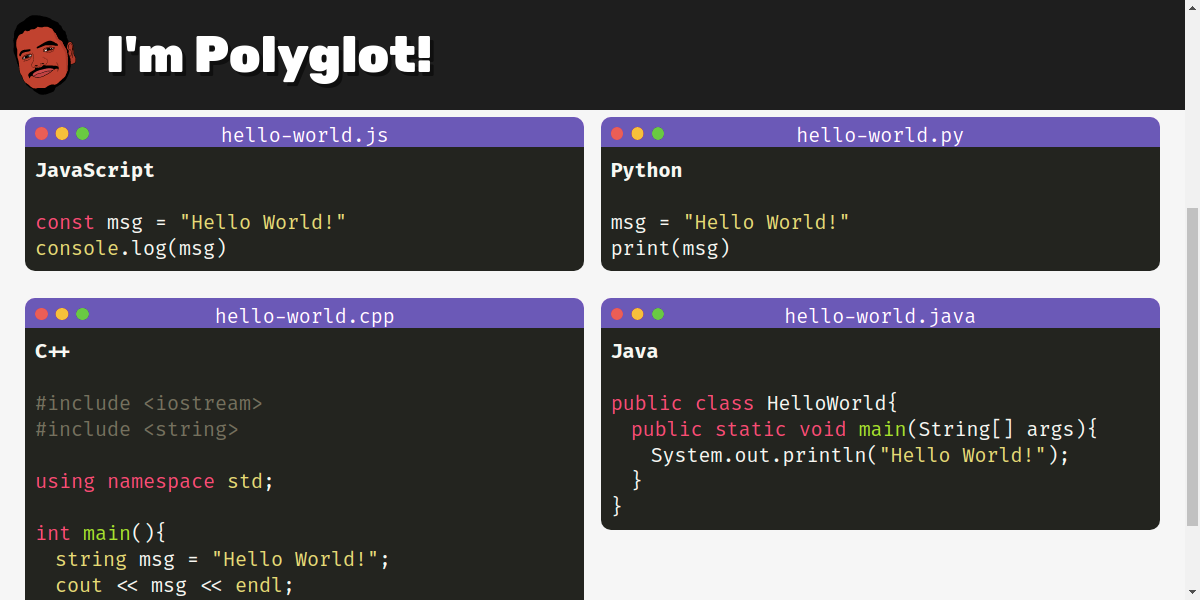 I'm Polyglot!
hello-world.js
JavaScript
const msg = "Hello World!"
console.log(msg)
hello-world.py
Python
msg = "Hello World!"
print(msg)
hello-world.cpp
C++
#include <iostream>
#include <string>
using namespace std;
int main(){
string msg = "Hello World!";
cout << msg << endl;
hello-world.java
Java
public class HelloWorld{
public static void main(String[] args){
System.out.println("Hello World!");
}
}